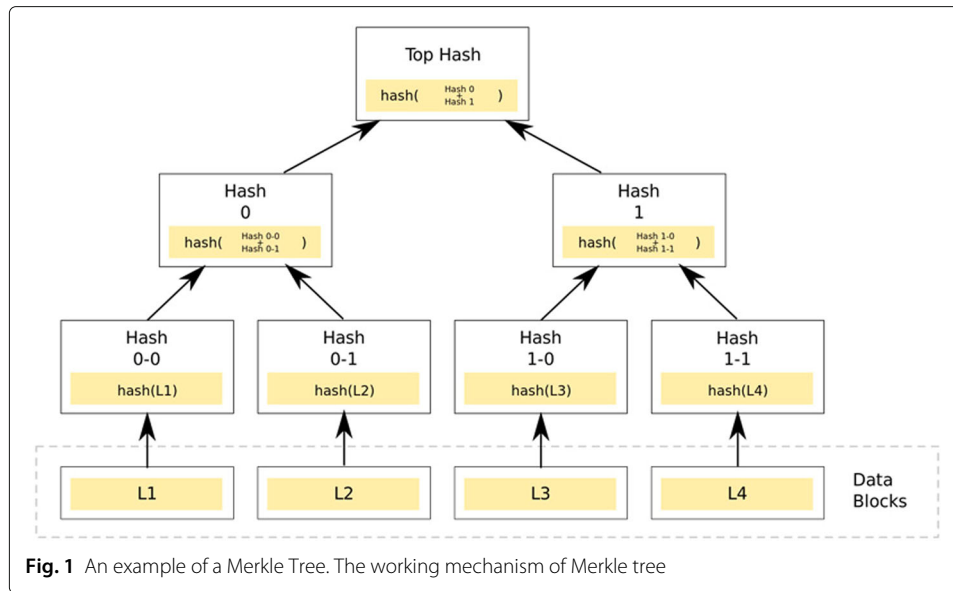 Top Hash
hash( Hash 0 + Hash 1 )
Hash
0
hash( Hash 0-0 + Hash 0-1 )
Hash
1
hash( Hash 1-0 + Hash 1-1 )
Hash
0-0
hash(L1)
Hash
0-1
hash(L2)
Hash
1-0
hash(L3)
Hash
1-1
hash(L4)
L1
L2
L3
L4
Data
Blocks
Fig. 1 An example of a Merkle Tree. The working mechanism of Merkle tree